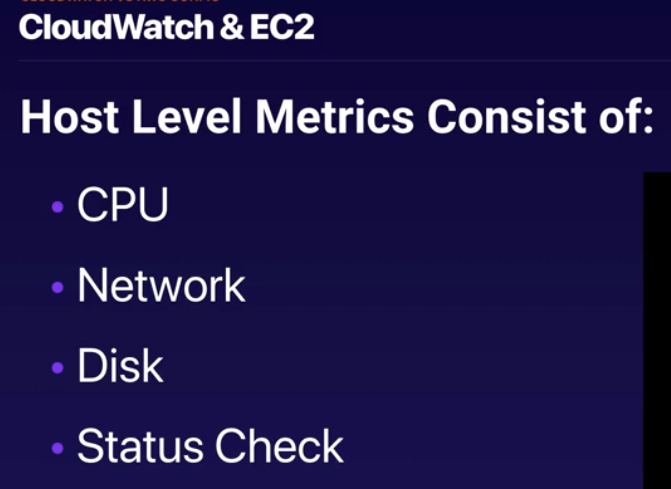 CloudWatch & EC2
Host Level Metrics Consist of:
• CPU
• Network
• Disk
• Status Check